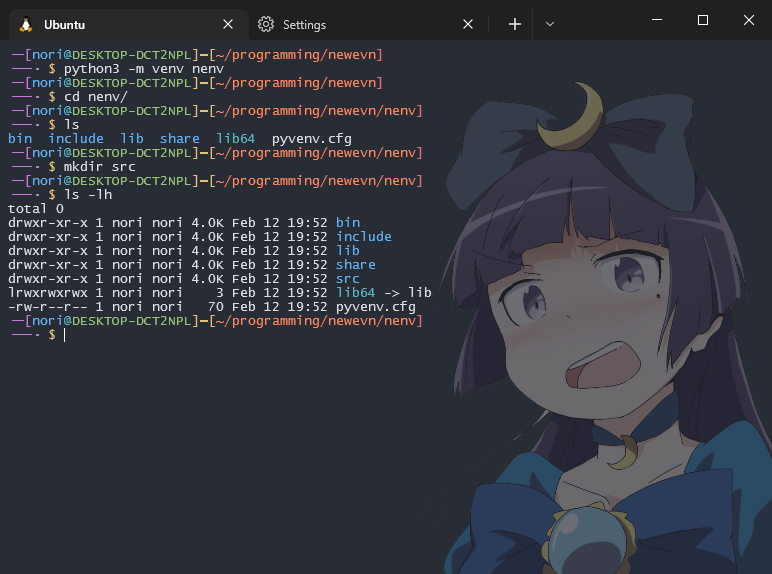 Ubuntu
Settings
──[nori@DESKTOP-DCT2NPL]─[~/programming/newevn]
──╼ $ python3 -m venv nenv
──[nori@DESKTOP-DCT2NPL]─[~/programming/newevn]
──╼ $ cd nenv/
──[nori@DESKTOP-DCT2NPL]─[~/programming/newevn/nenv]
──╼ $ ls
bin  include  lib  share  lib64  pyvenv.cfg
──[nori@DESKTOP-DCT2NPL]─[~/programming/newevn/nenv]
──╼ $ mkdir src
──[nori@DESKTOP-DCT2NPL]─[~/programming/newevn/nenv]
──╼ $ ls -lh
total 0
drwxr-xr-x 1 nori nori 4.0K Feb 12 19:52 bin
drwxr-xr-x 1 nori nori 4.0K Feb 12 19:52 include
drwxr-xr-x 1 nori nori 4.0K Feb 12 19:52 lib
drwxr-xr-x 1 nori nori 4.0K Feb 12 19:52 share
drwxr-xr-x 1 nori nori 4.0K Feb 12 19:52 src
lrwxrwxrwx 1 nori nori    3 Feb 12 19:52 lib64 -> lib
-rw-r--r-- 1 nori nori   70 Feb 12 19:52 pyvenv.cfg
──[nori@DESKTOP-DCT2NPL]─[~/programming/newevn/nenv]
──╼ $